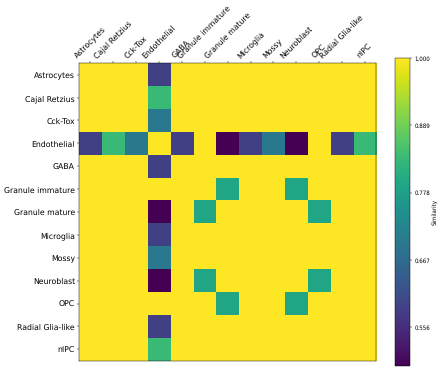 Astrocytes
Cajal Retzius
Cck-Tox
Endothelial
GABA
Granule immature
Granule mature
Microglia
Mossy
Neuroblast
OPC
Radial Glia-like
nIPC
Astrocytes
Cajal Retzius
Cck-Tox
Endothelial
GABA
Granule immature
Granule mature
Microglia
Mossy
Neuroblast
OPC
Radial Glia-like
nIPC
1.000
0.889
0.778
0.667
0.556
Similarity